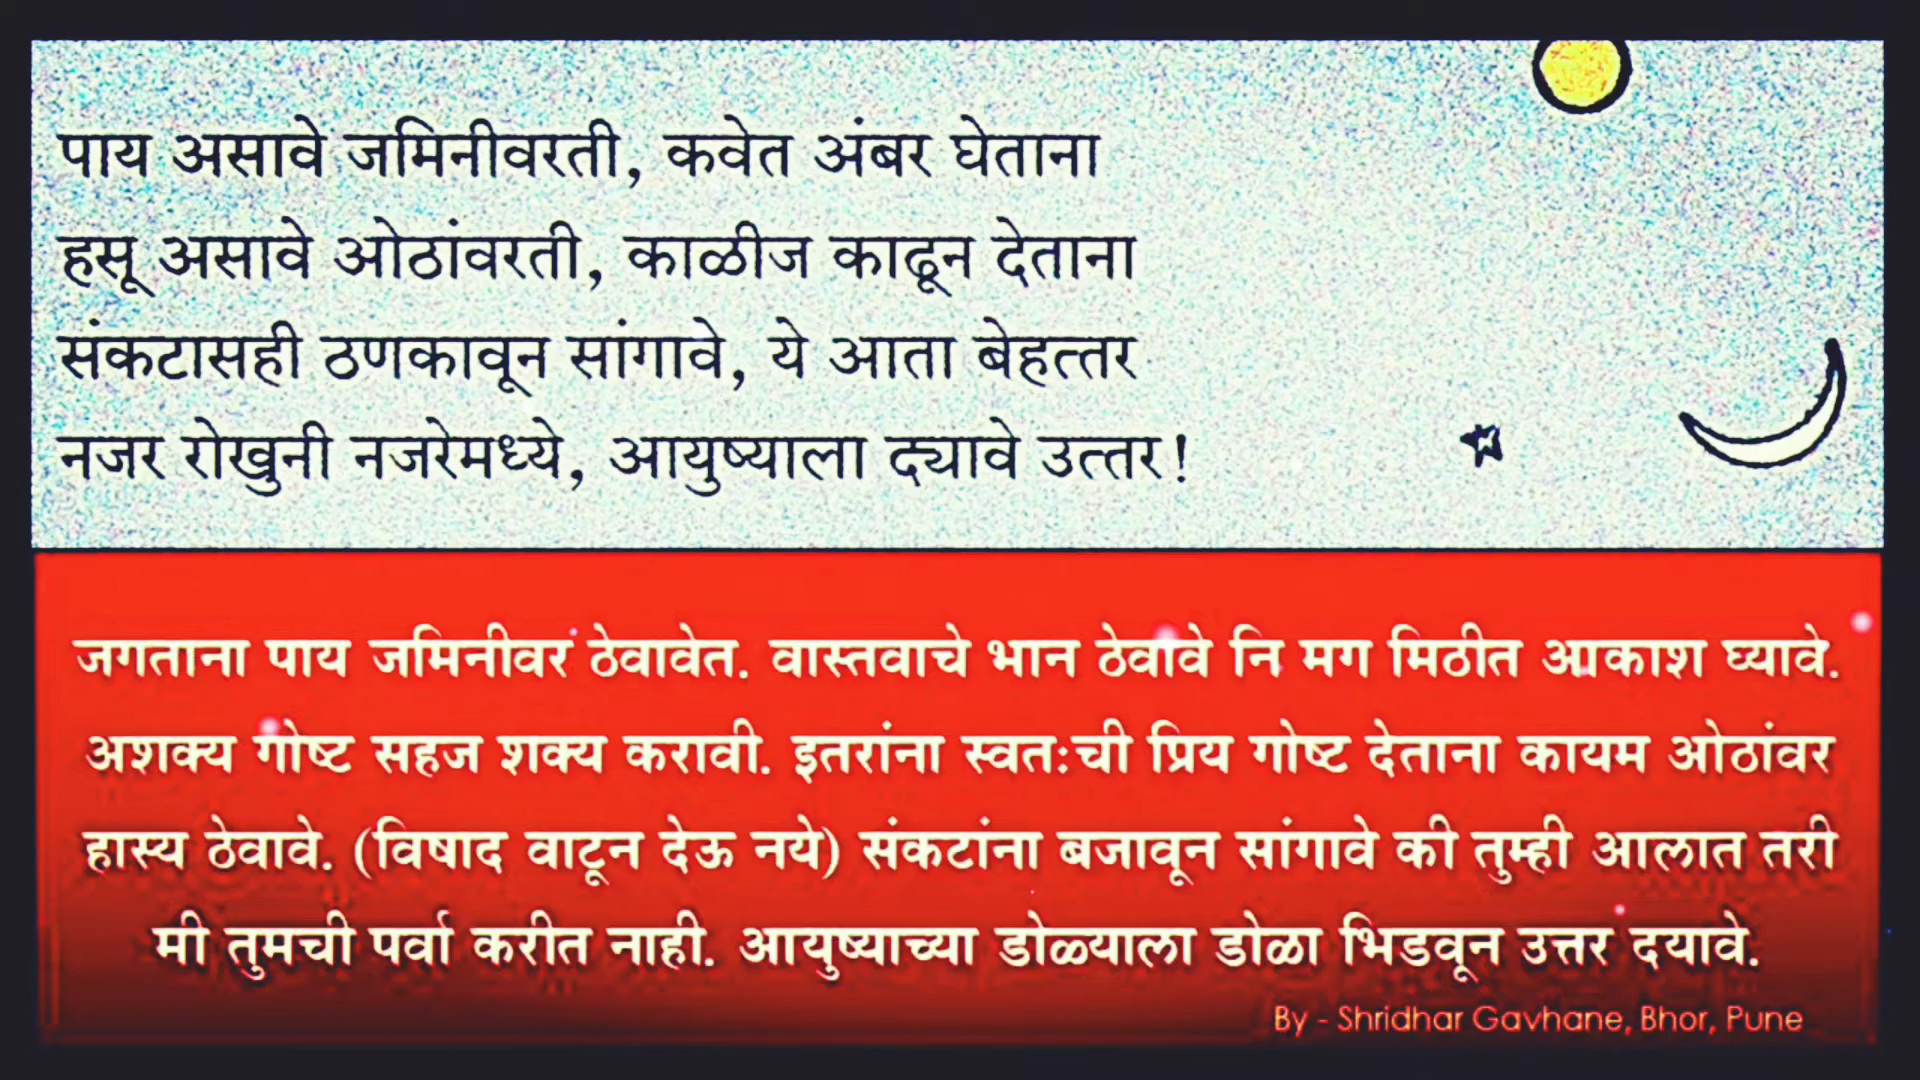 पाय असावे जमिनीवरती, कवेत अंबर घेताना
हसू असावे ओठांवरती, काळीज काढून देताना
संकटासही ठणकावून सांगावे, ये आता बेहत्तर
नजर रोखुनी नजरेमध्ये, आयुष्याला द्यावे उत्तर!
जगताना पाय जमिनीवर ठेवावेत. वास्तवाचे भान ठेवावे नि मग मिठीत आकाश घ्यावे.
अशक्य गोष्ट सहज शक्य करावी. इतरांना स्वतःची प्रिय गोष्ट देताना कायम ओठांवर
हास्य ठेवावे. (विषाद वाटून देऊ नये) संकटांना बजावून सांगावे की तुम्ही आलात तरी
मी तुमची पर्वा करीत नाही. आयुष्याच्या डोळ्याला डोळा भिडवून उत्तर दयावे.
By - Shridhar Gavhane, Bhor, Pune